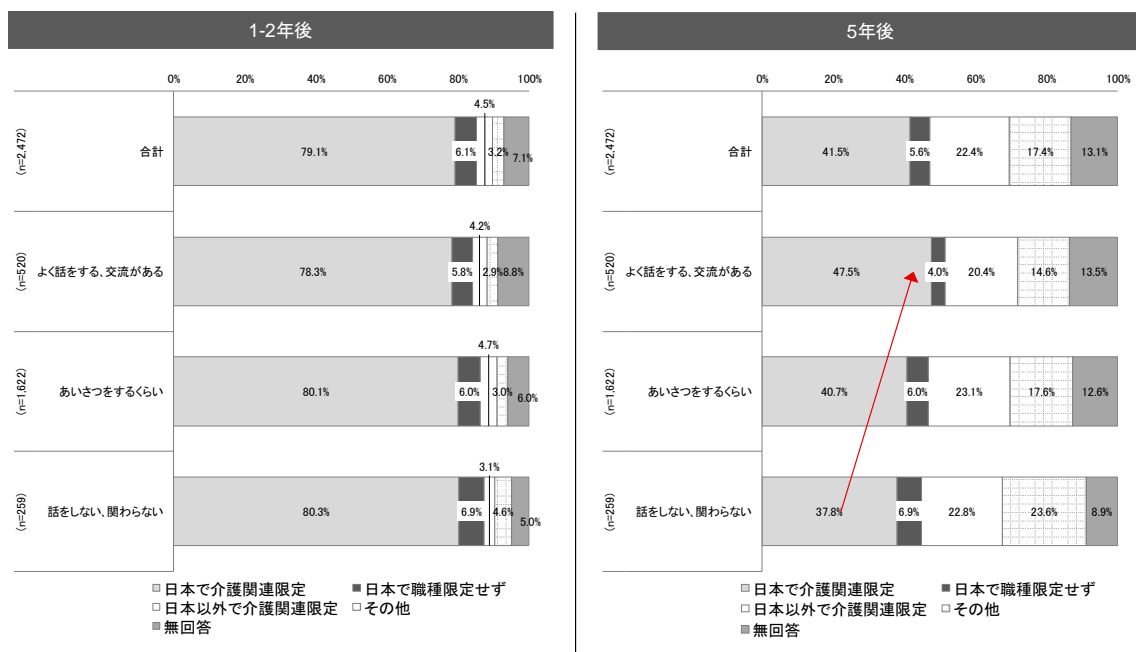 1-2年後
0% 20% 40% 60% 80% 100%
4.5%
(n=2,472)
合計
79.1% 6.1% 3.2% 7.1%
4.2%
(n=520)
よく話をする、交流がある
78.3% 5.8% 2.9% 8.8%
4.7%
(n=1,622)
あいさつをするくらい
80.1% 6.0% 3.0% 6.0%
3.1%
(n=259)
話をしない、関わらない
80.3% 6.9% 4.6% 5.0%
日本で介護関連限定 日本で職種限定せず
日本以外で介護関連限定 その他
無回答
5年後
0% 20% 40% 60% 80% 100%
(n=2,472)
合計
41.5% 5.6% 22.4% 17.4% 13.1%
(n=520)
よく話をする、交流がある
47.5% 4.0% 20.4% 14.6% 13.5%
(n=1,622)
あいさつをするくらい
40.7% 6.0% 23.1% 17.6% 12.6%
(n=259)
話をしない、関わらない
37.8% 6.9% 22.8% 23.6% 8.9%
日本で介護関連限定 日本で職種限定せず
日本以外で介護関連限定 その他
無回答